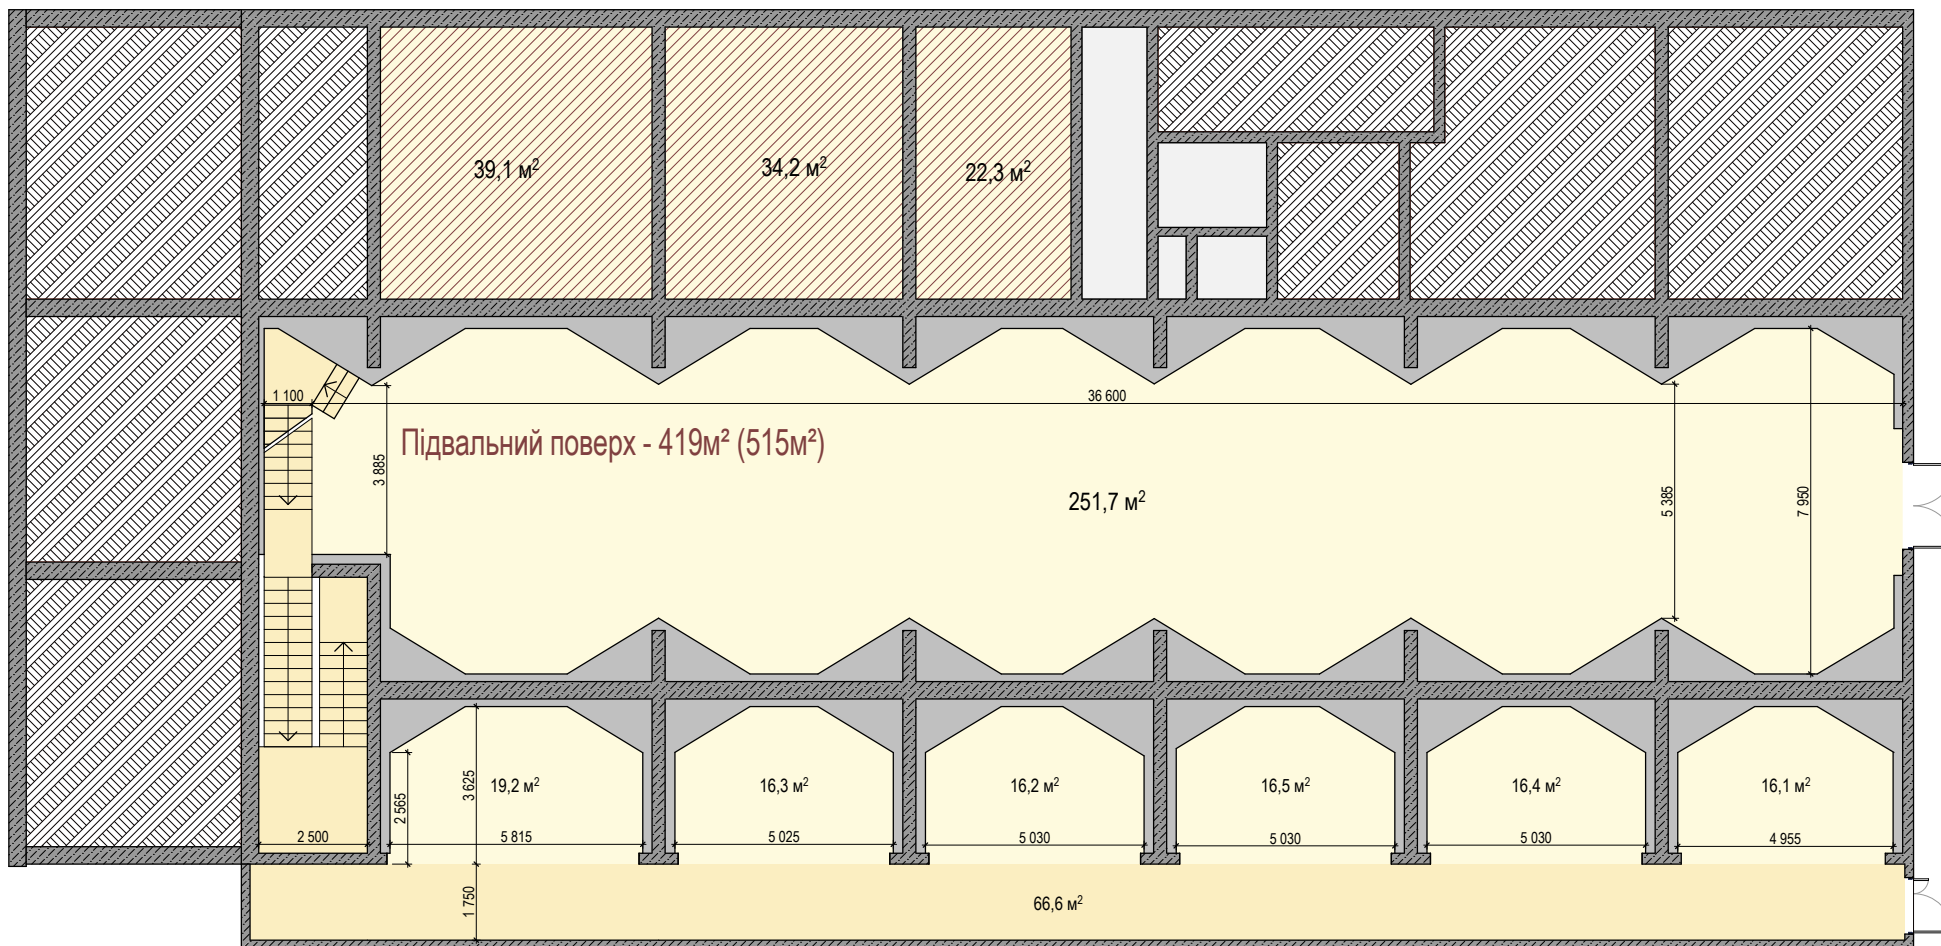 39,1 м²
34,2 м²
22,3 м²
1 100
36 600
Підвальний поверх - 419м² (515м²)
3 885
251,7 м²
5 385
7 950
19,2 м²
16,3 м²
16,2 м²
16,5 м²
16,4 м²
16,1 м²
3 625
2 565
2 500
5 815
5 025
5 030
5 030
5 030
4 955
1 750
66,6 м²